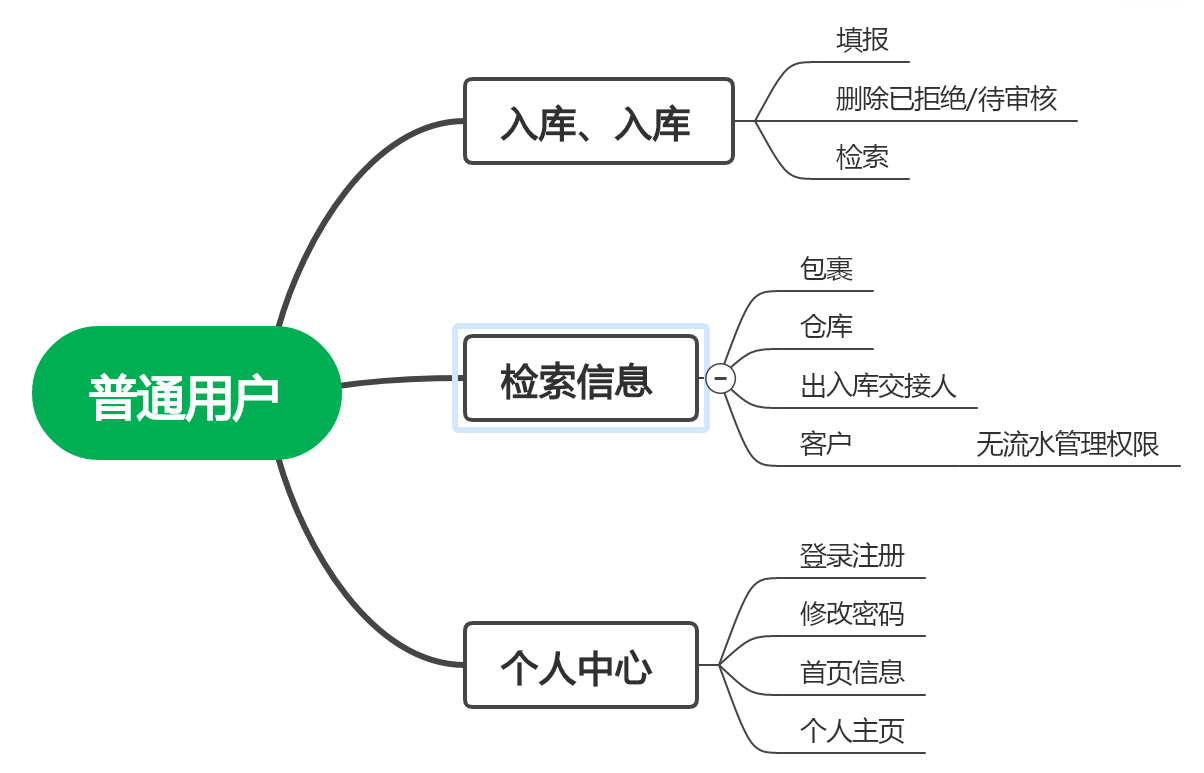 普通用户
入库、入库
填报
删除已拒绝/待审核
检索
检索信息
包裹
仓库
出入库交接人
客户
无流水管理权限
个人中心
登录注册
修改密码
首页信息
个人主页